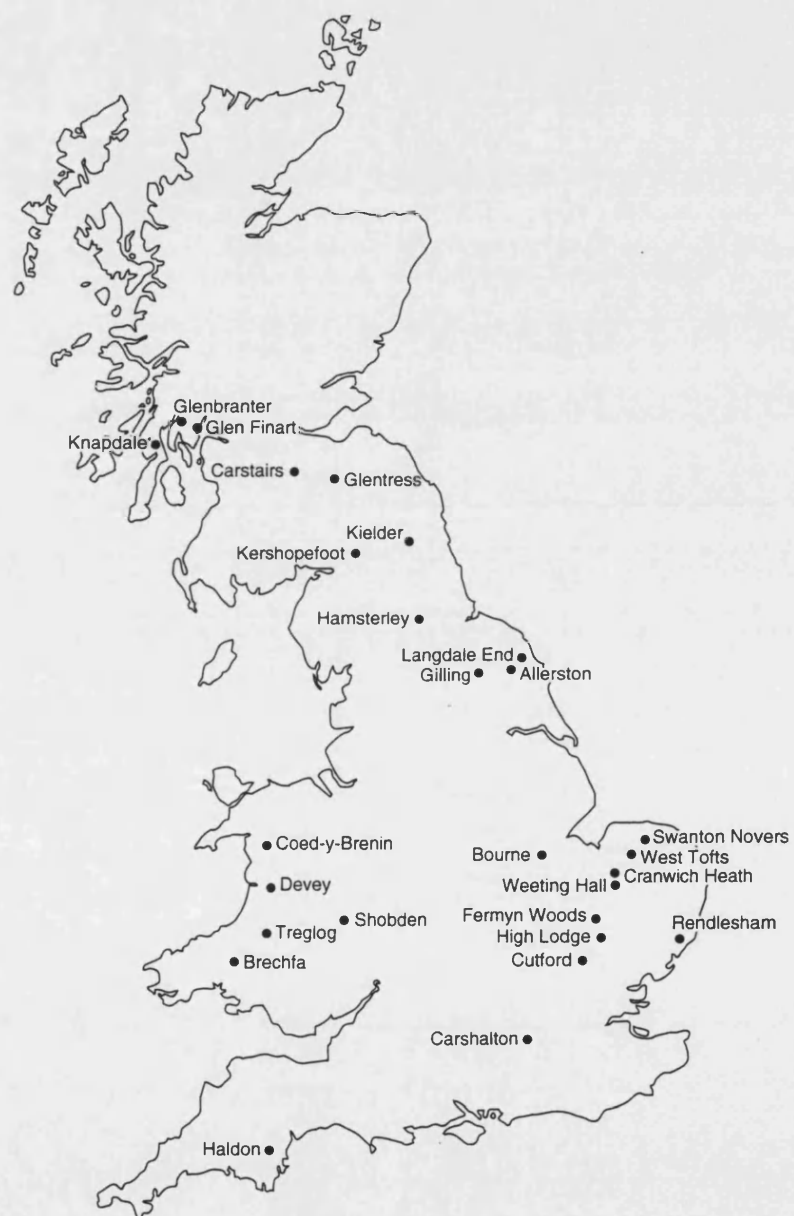 Glenbranter
Glen Finart
Knapdale
Carstairs
Glentress
Kielder
Kershopefoot
Hamsterley
Langdale End
Gilling
Allerston
Swanton Novers
Coed-y-Brenin
Bourne
West Tofts
Cranwich Heath
Devey
Weeting Hall
Shobden
Fermyn Woods
Rendlesham
Treglog
High Lodge
Brechfa
Cutford
Carshalton
Haldon